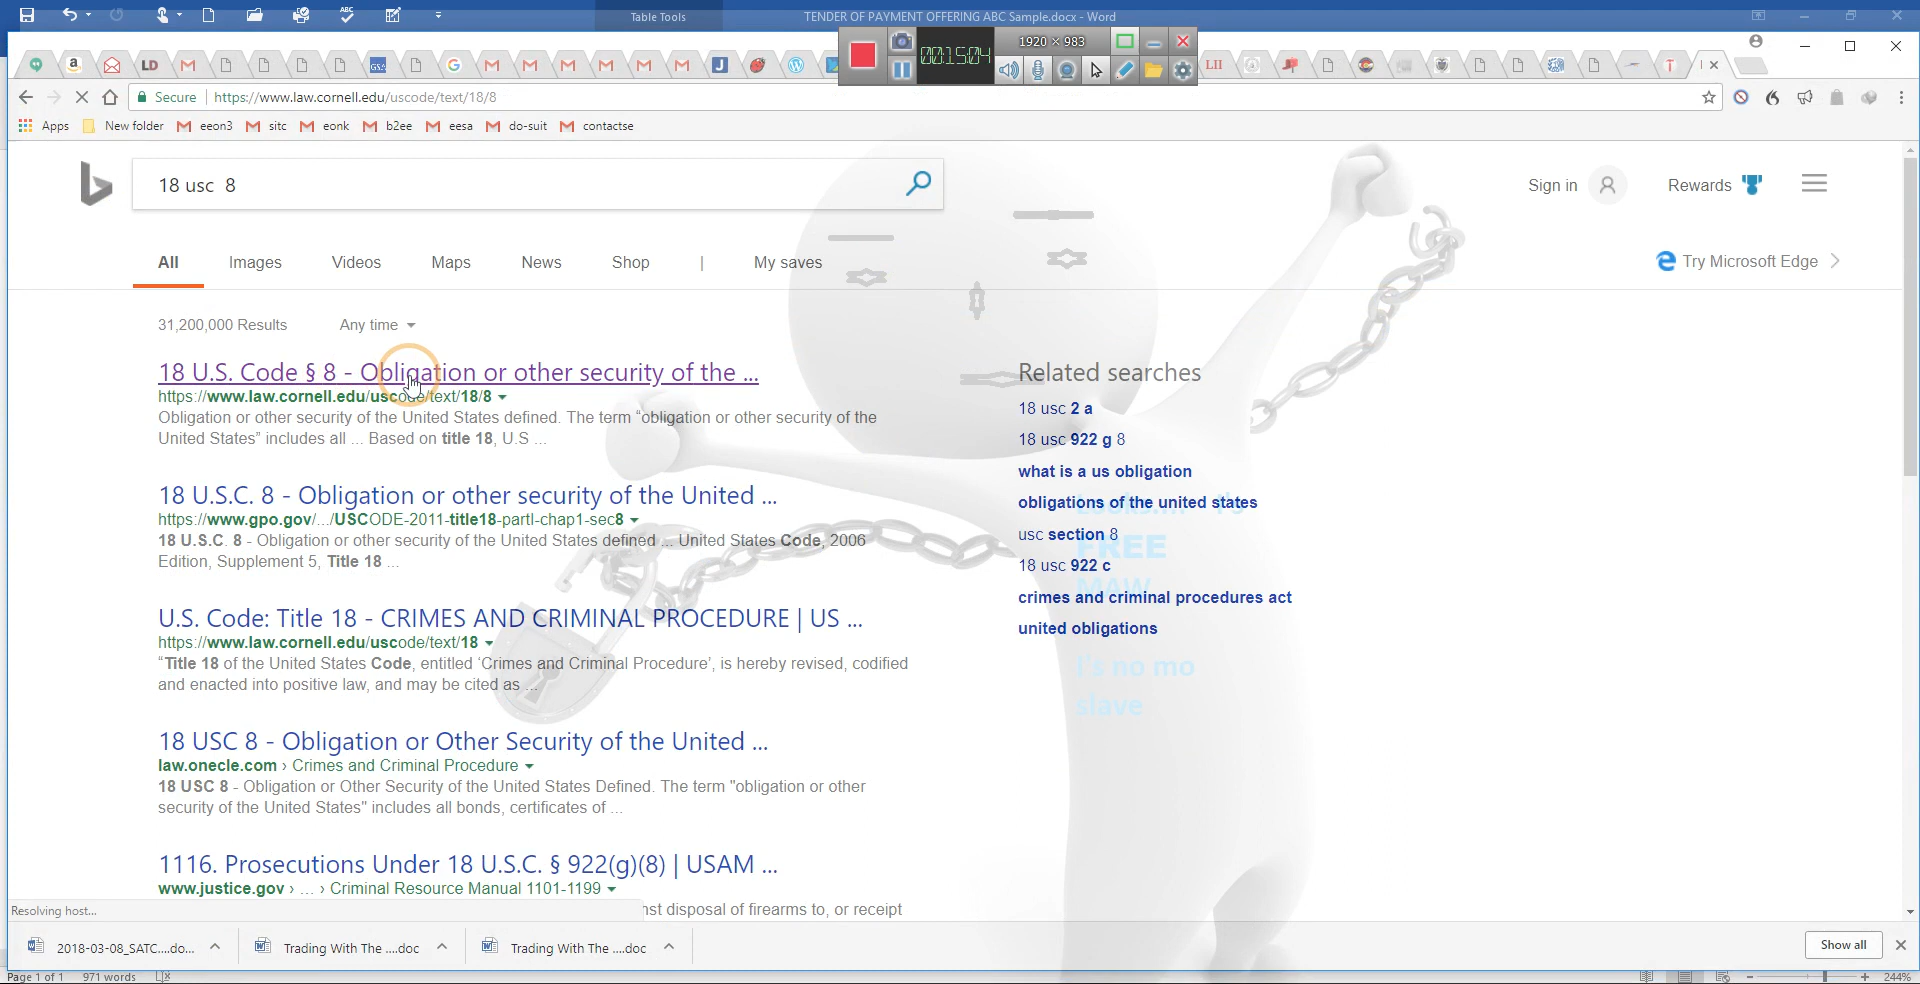 Table Tools
TENDER OF PAYMENT OFFERING ABC Sample.docx - Word
00:15:04
1920 × 983
LD
GSA
LII
Secure
https://www.law.cornell.edu/uscode/text/18/8
Apps
New folder
eeon3
sitc
eonk
b2ee
eesa
do-suit
contactse
18 usc 8
Sign in
Rewards
All
Images
Videos
Maps
News
Shop
|
My saves
Try Microsoft Edge
31,200,000 Results
Any time
18 U.S. Code § 8 - Obligation or other security of the ...
https://www.law.cornell.edu/uscode/text/18/8
Obligation or other security of the United States defined. The term “obligation or other security of the
United States” includes all ... Based on title 18, U.S ...
18 U.S.C. 8 - Obligation or other security of the United ...
https://www.gpo.gov/.../USCODE-2011-title18-partI-chap1-sec8
18 U.S.C. 8 - Obligation or other security of the United States defined ... United States Code, 2006
Edition, Supplement 5, Title 18 ...
U.S. Code: Title 18 - CRIMES AND CRIMINAL PROCEDURE | US ...
https://www.law.cornell.edu/uscode/text/18
“Title 18 of the United States Code, entitled ‘Crimes and Criminal Procedure’, is hereby revised, codified
and enacted into positive law, and may be cited as ...
18 USC 8 - Obligation or Other Security of the United ...
law.onecle.com › Crimes and Criminal Procedure
18 USC 8 - Obligation or Other Security of the United States Defined. The term "obligation or other
security of the United States" includes all bonds, certificates of ...
1116. Prosecutions Under 18 U.S.C. § 922(g)(8) | USAM ...
www.justice.gov › ... › Criminal Resource Manual 1101-1199
disposal of firearms to, or receipt
Related searches
18 usc 2 a
18 usc 922 g 8
what is a us obligation
obligations of the united states
usc section 8
18 usc 922 c
crimes and criminal procedures act
united obligations
FREE
MAW
I's no mo
slave
Resolving host...
2018-03-08_SATC....do...
Trading With The ....doc
Trading With The ....doc
Show all
Page 1 of 1
971 words
244%